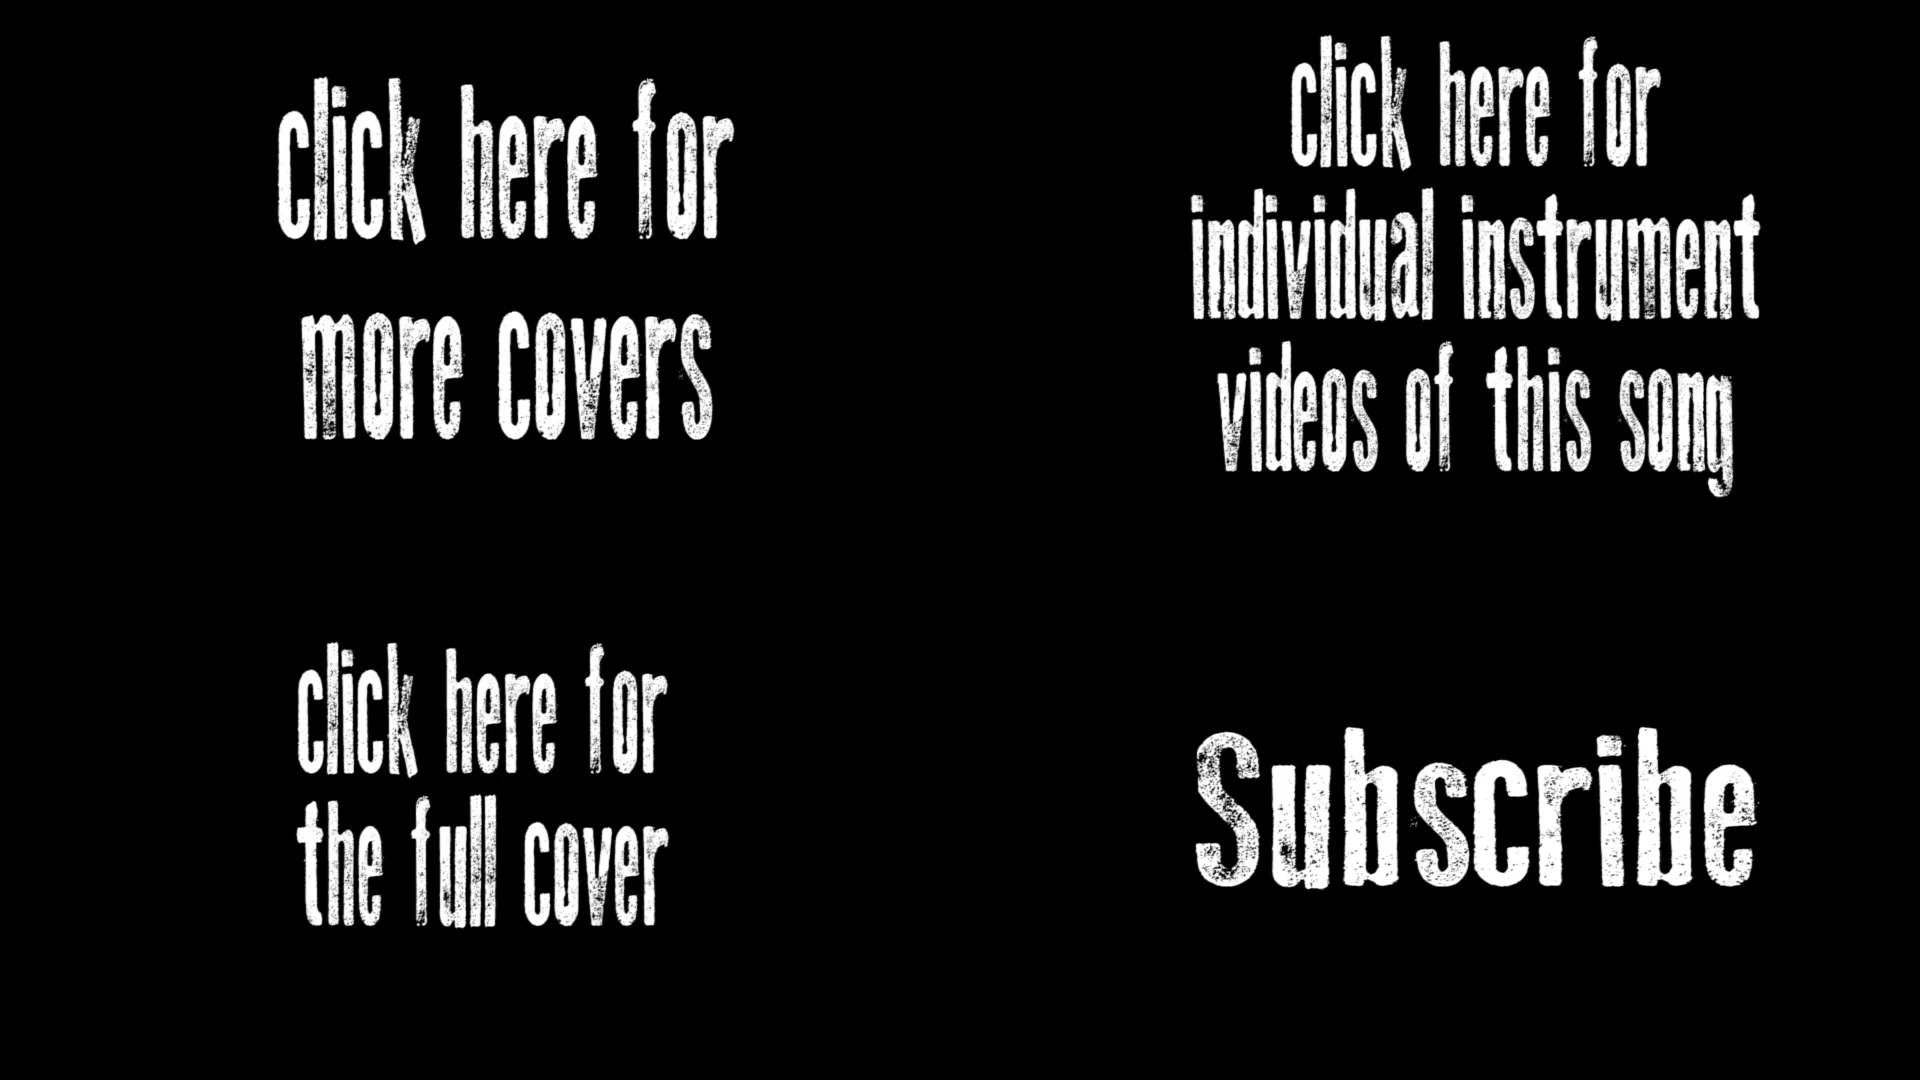 click here for
more covers
click here for
individual instrument
videos of this song
click here for
the full cover
Subscribe